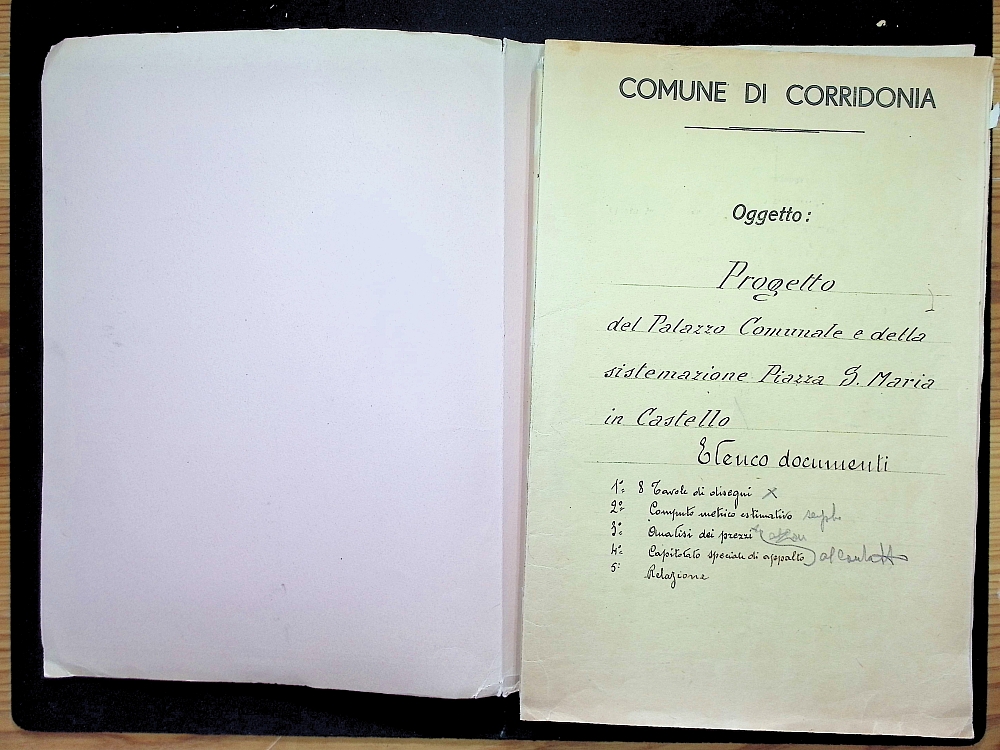 COMUNE DI CORRIDONIA
Oggetto:
Progetto
del Palazzo Comunale e della
sistemazione Piazza S. Maria
in Castello
Elenco documenti
1°= 8 Tavole di disegni x
2°= Computo metrico estimativo
3°= Analisi dei prezzi
4°= Capitolato speciale di appalto
5° Relazione